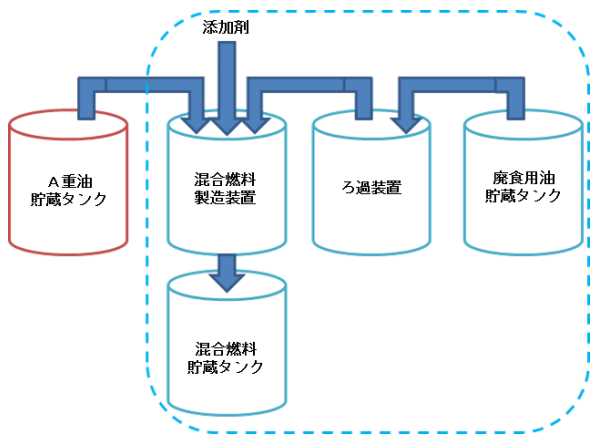 添加剤
Ａ重油
貯蔵タンク
混合燃料
製造装置
ろ過装置
廃食用油
貯蔵タンク
混合燃料
貯蔵タンク